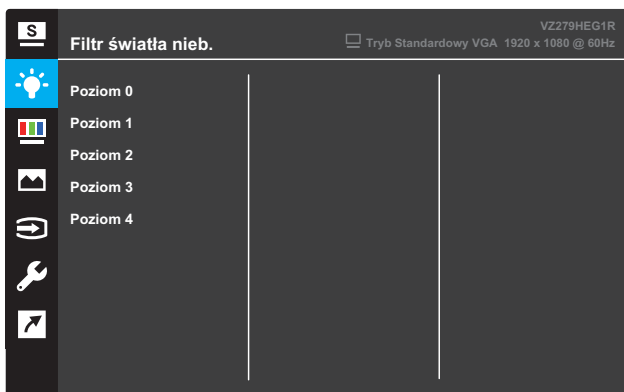 S
VZ279HEG1R
Filtr światła nieb.
Tryb Standardowy VGA 1920 x 1080 @ 60Hz
Poziom 0
Poziom 1
Poziom 2
Poziom 3
Poziom 4